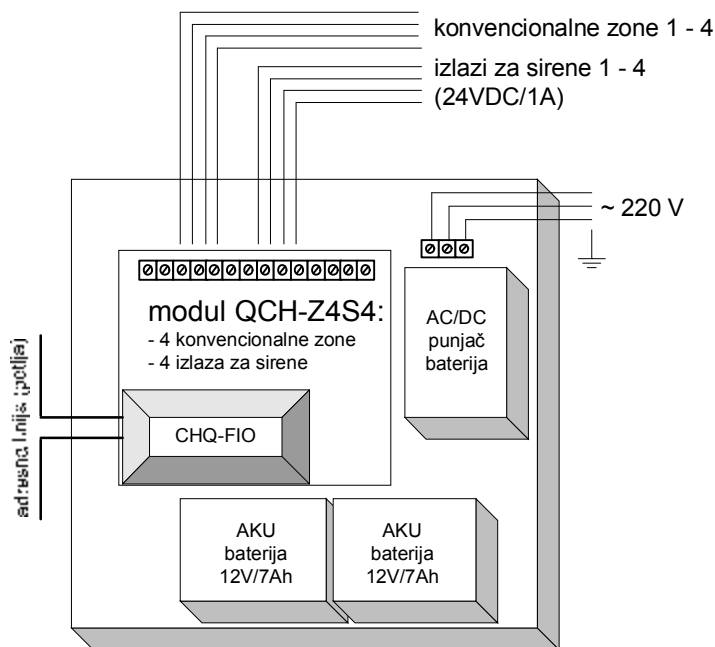 konvencionalne zone 1 - 4
izlazi za sirene 1 - 4
(24VDC/1A)
~ 220 V
modul QCH-Z4S4:
- 4 konvencionalne zone
- 4 izlaza za sirene
AC/DC
punjač
baterija
CHQ-FIO
AKU
baterija
12V/7Ah
AKU
baterija
12V/7Ah